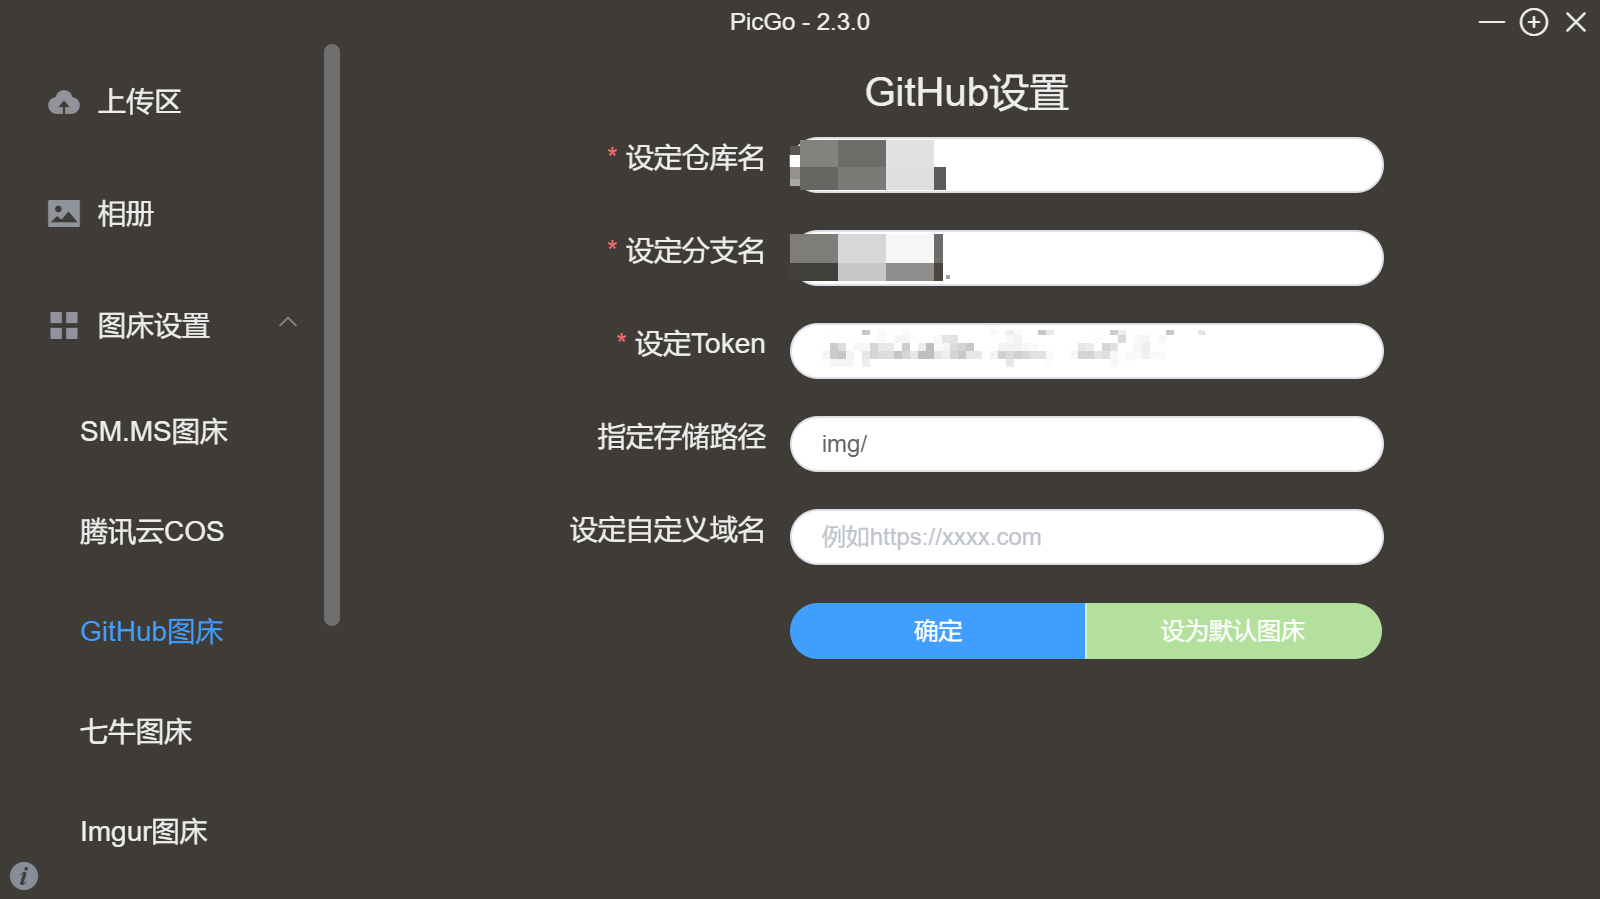 PicGo - 2.3.0
上传区
相册
图床设置
SM.MS图床
腾讯云COS
GitHub图床
七牛图床
Imgur图床
GitHub设置
* 设定仓库名
* 设定分支名
* 设定Token
指定存储路径
img/
设定自定义域名
例如https://xxxx.com
确定
设为默认图床